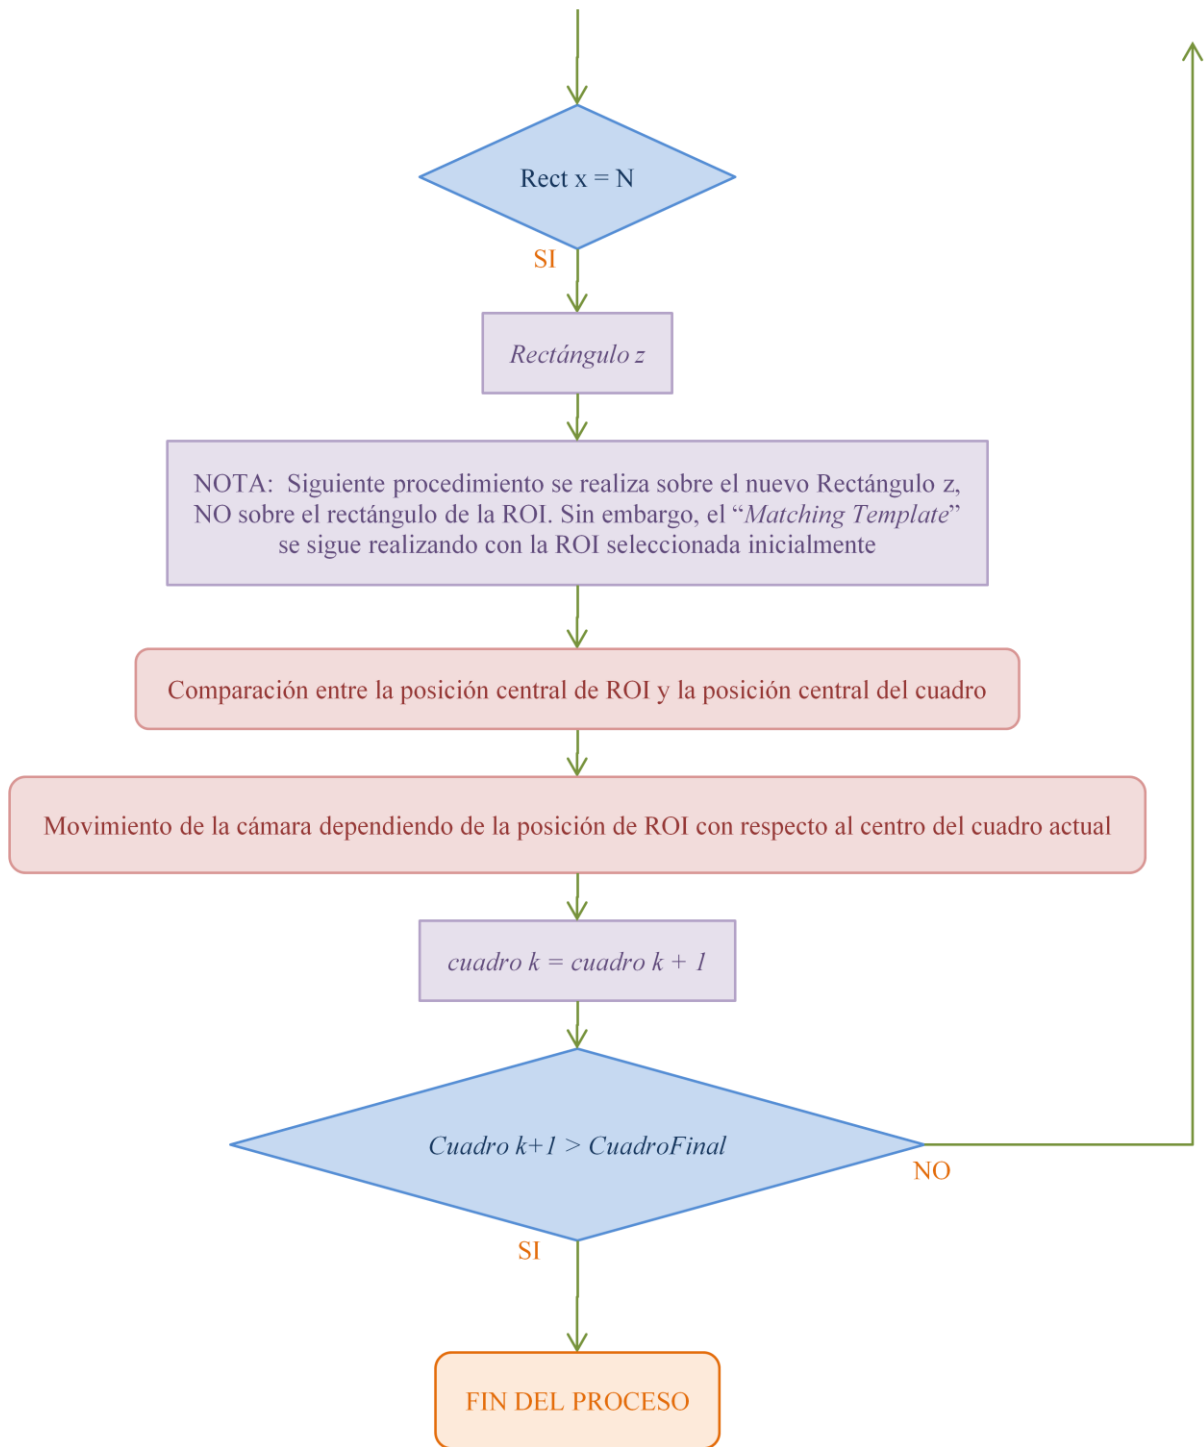 Rect x = N
SI
Rectángulo z
NOTA:  Siguiente procedimiento se realiza sobre el nuevo Rectángulo z,
NO sobre el rectángulo de la ROI. Sin embargo, el “Matching Template”
se sigue realizando con la ROI seleccionada inicialmente
Comparación entre la posición central de ROI y la posición central del cuadro
Movimiento de la cámara dependiendo de la posición de ROI con respecto al centro del cuadro actual
cuadro k = cuadro k + 1
Cuadro k+1 > CuadroFinal
NO
SI
FIN DEL PROCESO